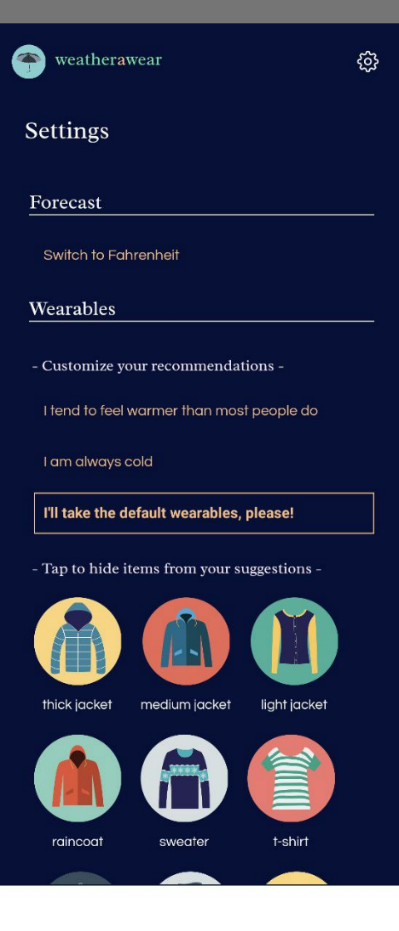 weatherawear
Settings
Forecast
Switch to Fahrenheit
Wearables
- Customize your recommendations -
I tend to feel warmer than most people do
I am always cold
I'll take the default wearables, please!
- Tap to hide items from your suggestions -
thick jacket medium jacket light jacket
raincoat sweater t-shirt